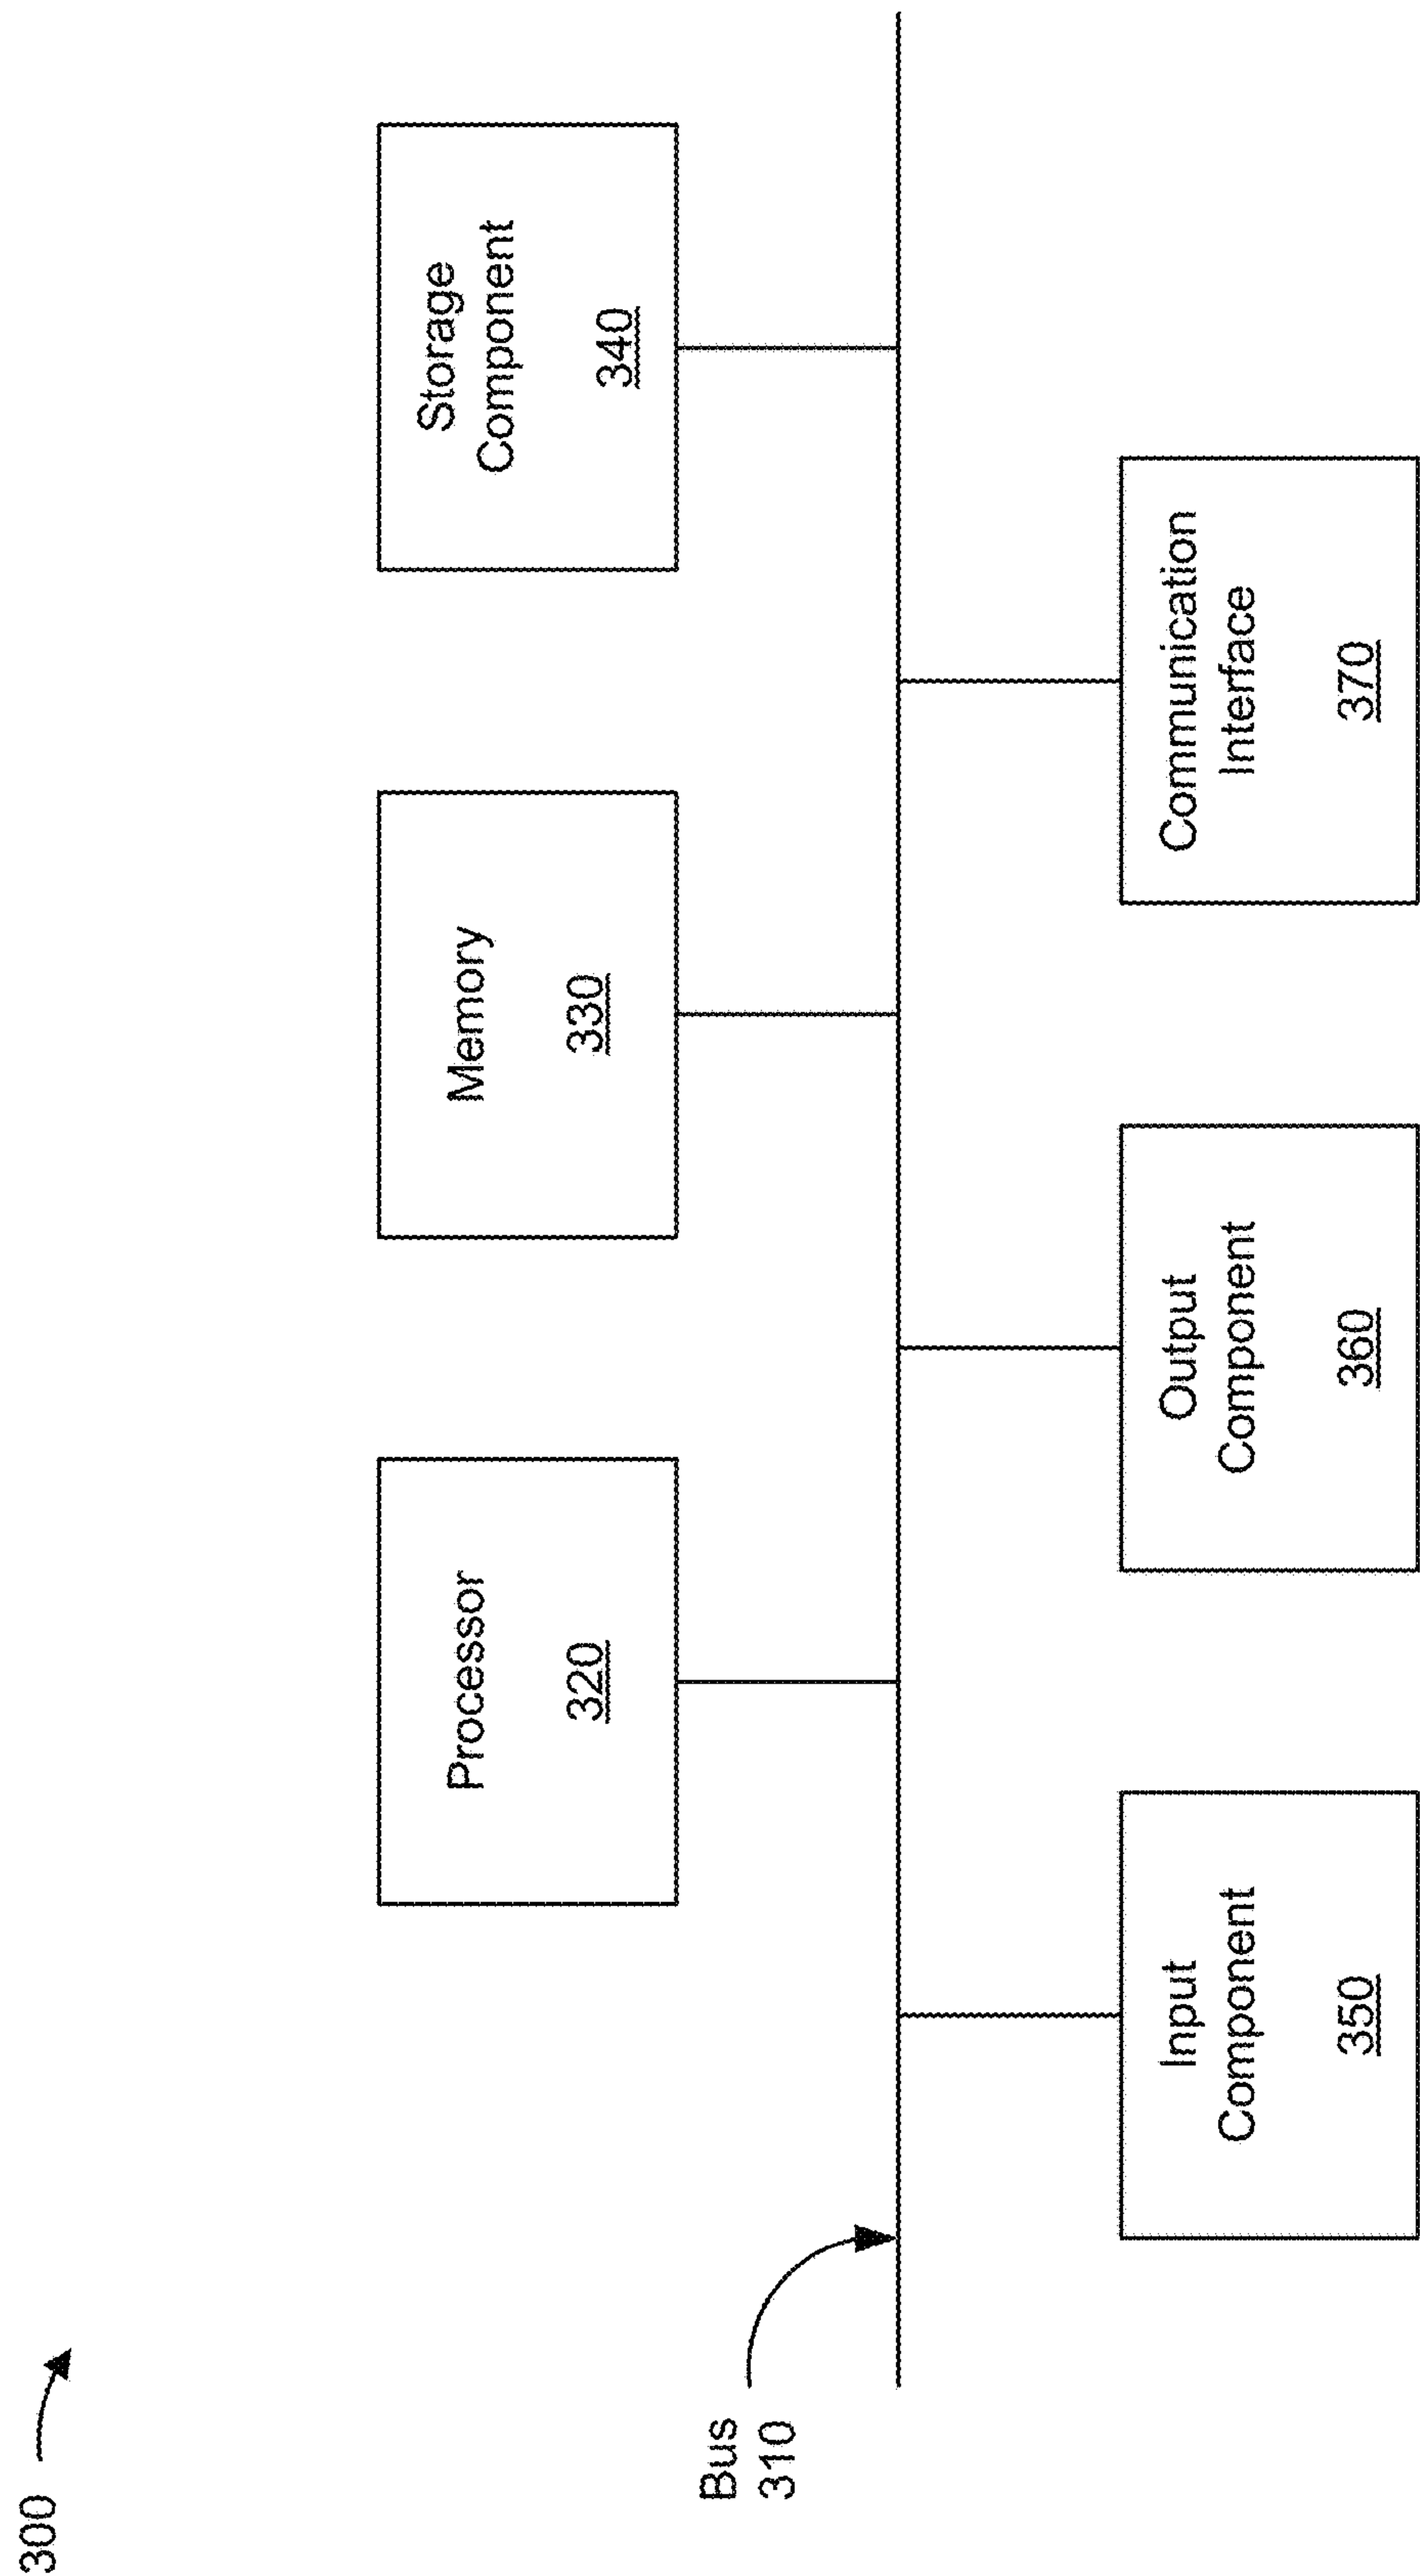 300
Processor
320
Memory
330
Storage
Component
340
Bus
310
Input
Component
350
Output
Component
360
Communication
Interface
370